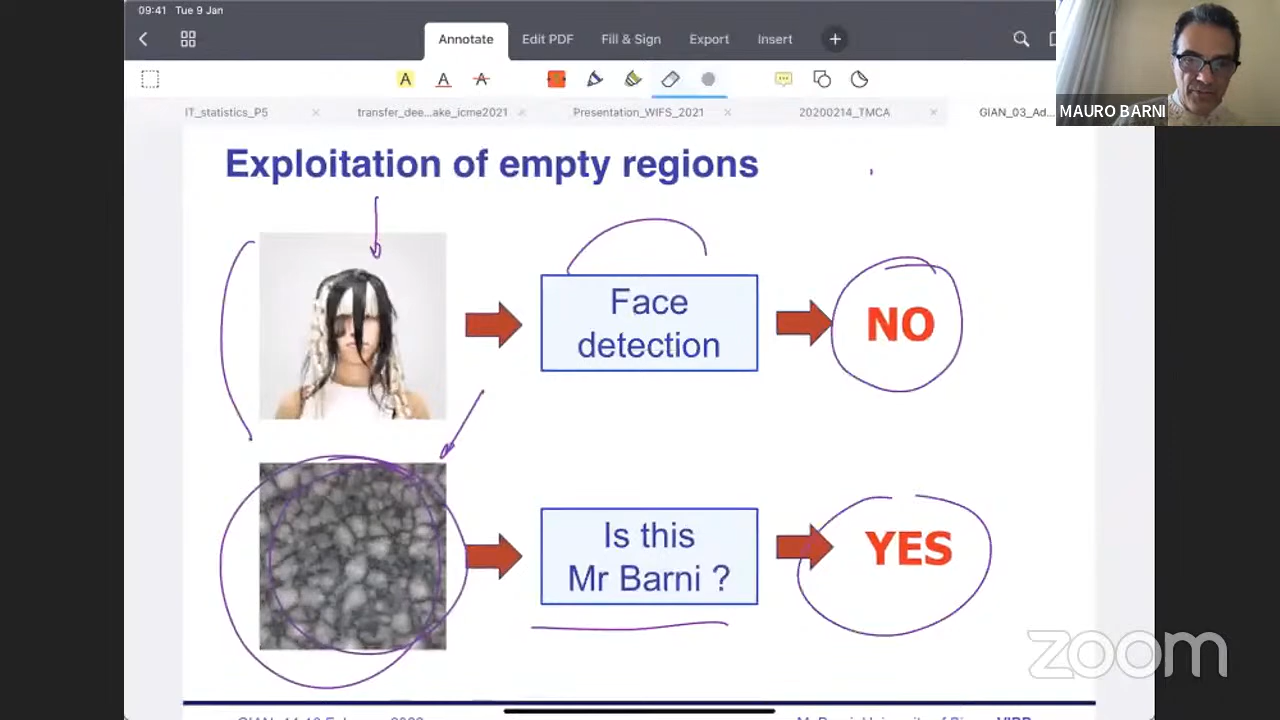 09:41 Tue 9 Jan
Annotate
Edit PDF
Fill & Sign
Export
Insert
A A A
MAURO BARNI
IT_statistics_P5
transfer_dee...ake_icme2021
Presentation_WIFS_2021
20200214_TMCA
GIAN_03_Ad...
Exploitation of empty regions
Face
detection
NO
Is this
Mr Barni ?
YES
zoom